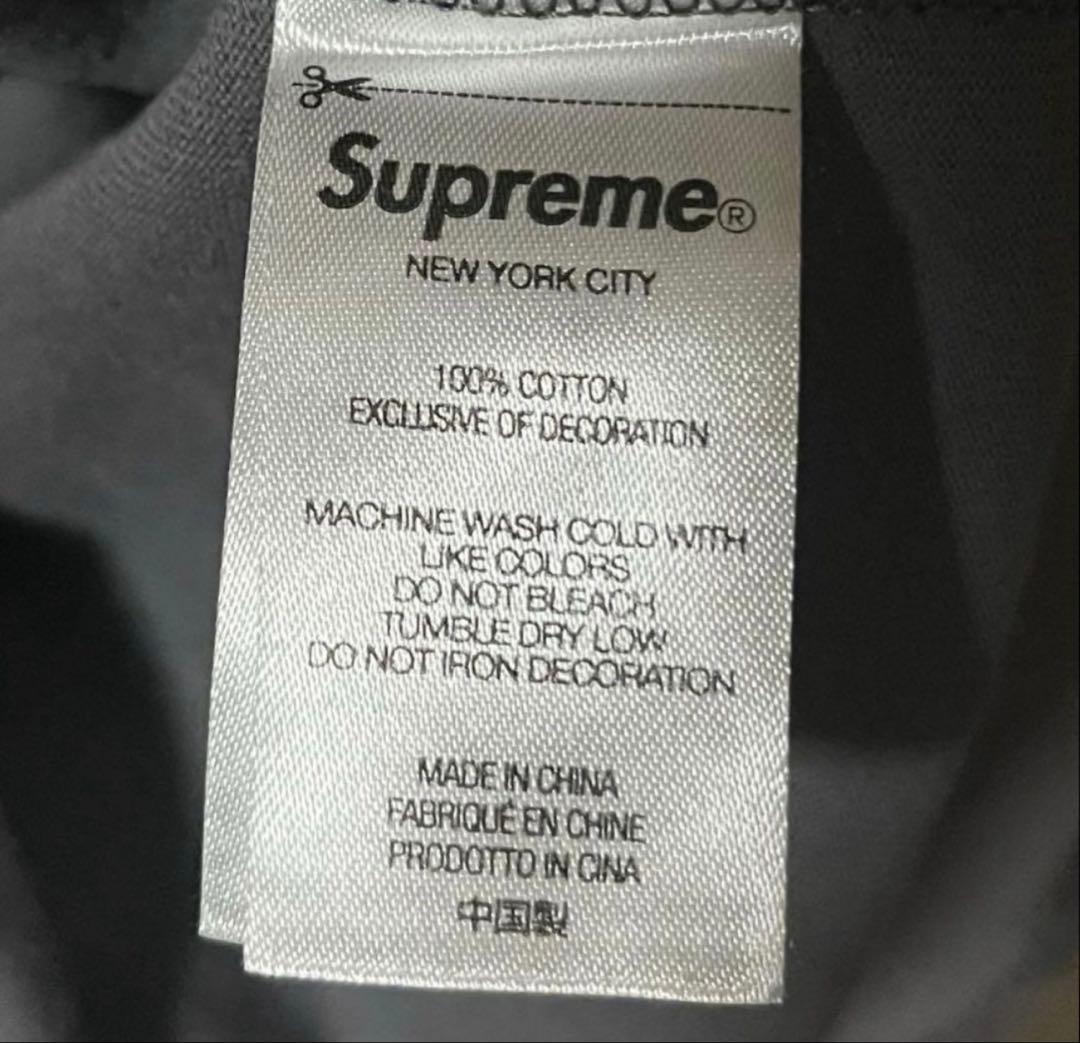 Supreme®
NEW YORK CITY
100% COTTON
EXCLUSIVE OF DECORATION
MACHINE WASH COLD WITH
LIKE COLORS
DO NOT BLEACH
TUMBLE DRY LOW
DO NOT IRON DECORATION
MADE IN CHINA
FABRIQUÉ EN CHINE
PRODOTTO IN CINA
中国製